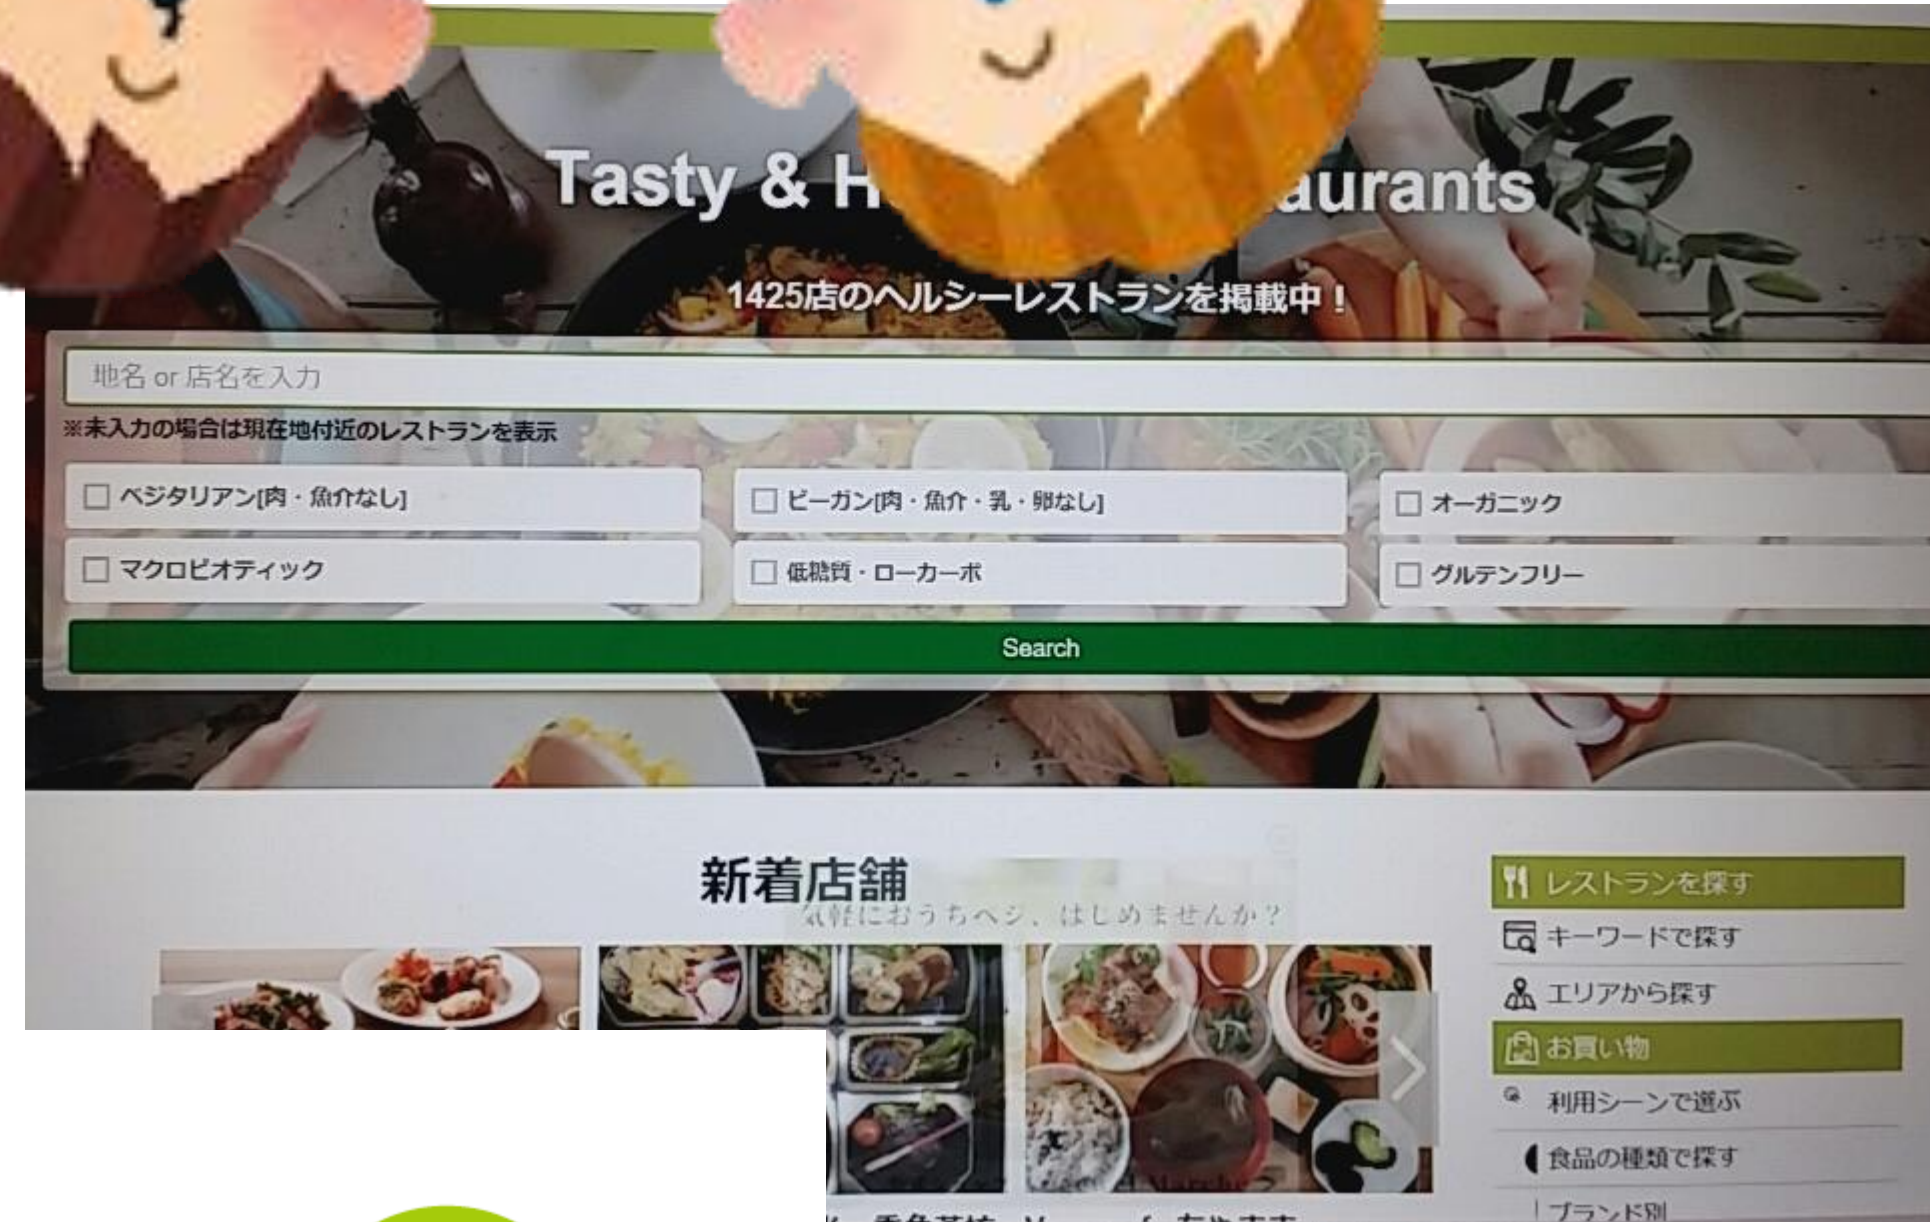 Tasty & H aurants
1425店のヘルシーレストランを掲載中！
地名 or 店名を入力
※未入力の場合は現在地付近のレストランを表示
ベジタリアン[肉・魚介なし]
ビーガン[肉・魚介・乳・卵なし]
オーガニック
マクロビオティック
低糖質・ローカーボ
グルテンフリー
Search
新着店舗
気軽におうちベジ、はじめませんか？
レストランを探す
キーワードで探す
エリアから探す
お買い物
利用シーンで選ぶ
食品の種類で探す
ブランド別